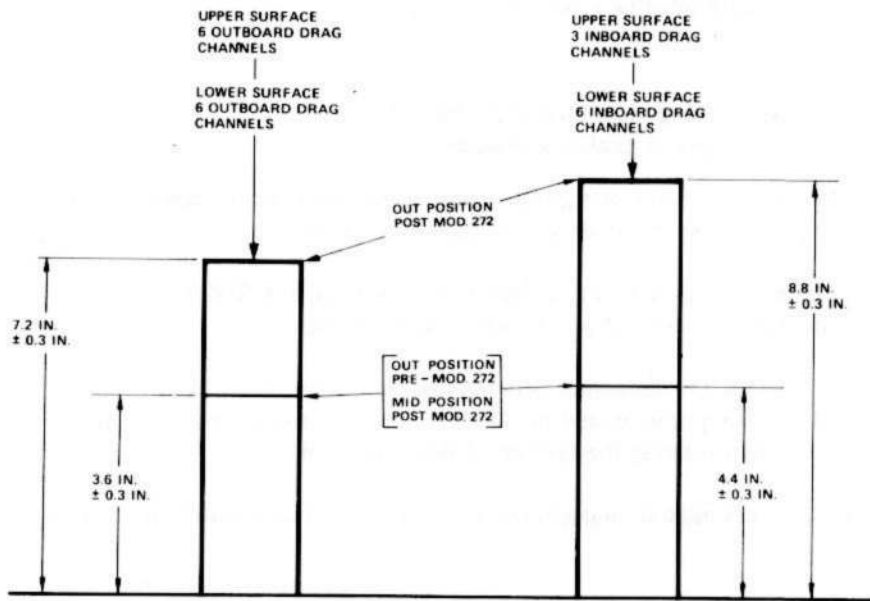 UPPER SURFACE
6 OUTBOARD DRAG
CHANNELS
LOWER SURFACE
6 OUTBOARD DRAG
CHANNELS
UPPER SURFACE
3 INBOARD DRAG
CHANNELS
LOWER SURFACE
6 INBOARD DRAG
CHANNELS
OUT POSITION
POST MOD. 272
7.2 IN.
± 0.3 IN.
8.8 IN.
± 0.3 IN.
OUT POSITION
PRE – MOD. 272
MID POSITION
POST MOD. 272
3.6 IN.
± 0.3 IN.
4.4 IN.
± 0.3 IN.